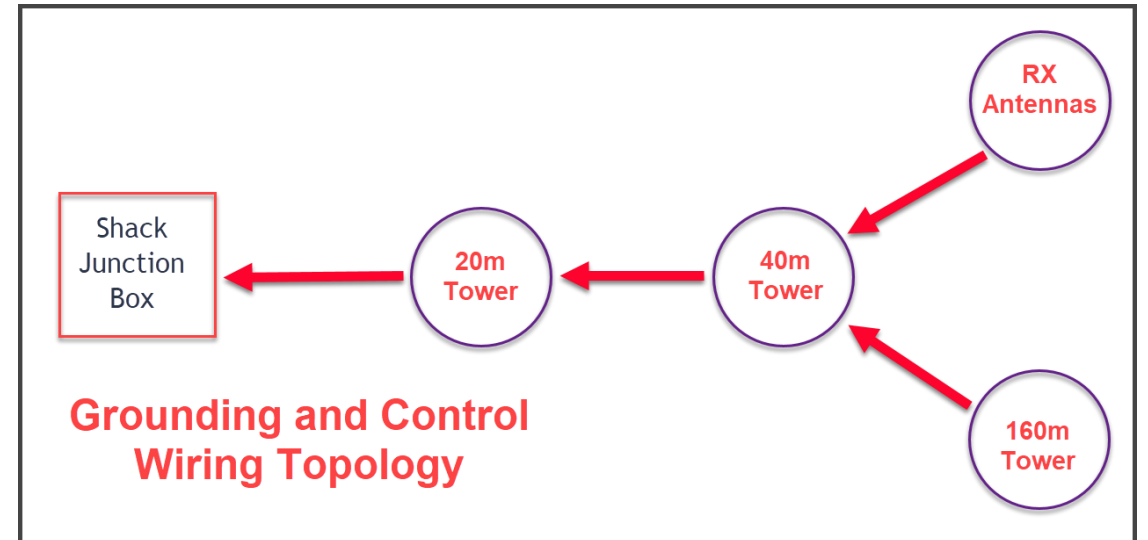 RX
Antennas
Shack
Junction
Box
20m
Tower
40m
Tower
160m
Tower
Grounding and Control
Wiring Topology